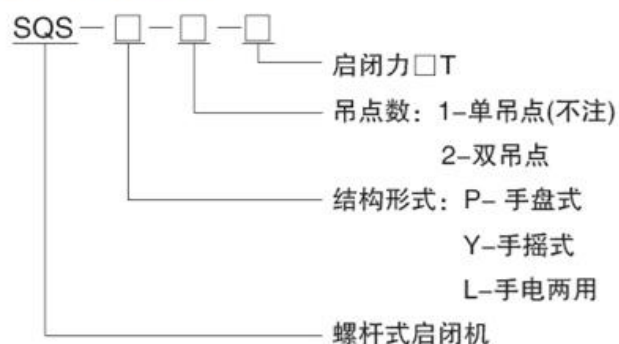 SQS－□－□－□
启闭力□T
吊点数：1–单吊点(不注)
2–双吊点
结构形式：P– 手盘式
Y–手摇式
L–手电两用
螺杆式启闭机